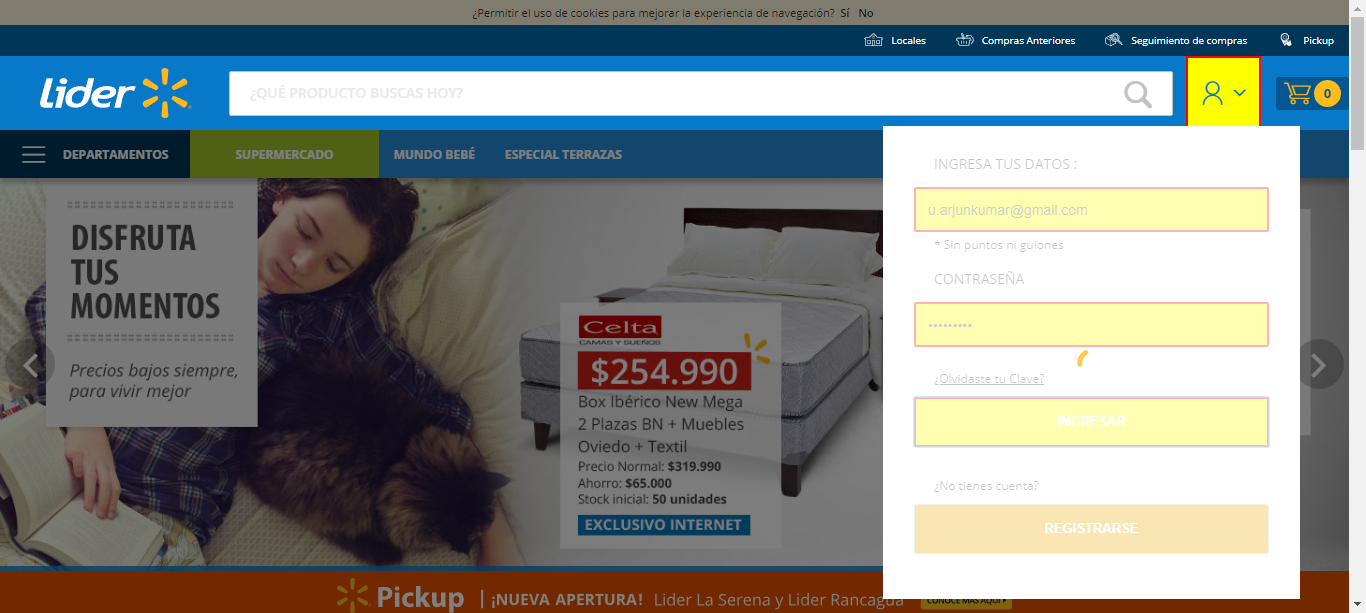 ¿Permitir el uso de cookies para mejorar la experiencia de navegación? Sí No
Locales Compras Anteriores Seguimiento de compras Pickup
Lider
¿QUÉ PRODUCTO BUSCAS HOY?
0
DEPARTAMENTOS SUPERMERCADO MUNDO BEBÉ ESPECIAL TERRAZAS
DISFRUTA
TUS
MOMENTOS
Precios bajos siempre,
para vivir mejor
Celta
CAMAS Y SUEÑOS
$254.990
Box Ibérico New Mega
2 Plazas BN + Muebles
Oviedo + Textil
Precio Normal: $319.990
Ahorro: $65.000
Stock inicial: 50 unidades
EXCLUSIVO INTERNET
INGRESA TUS DATOS :
u.arjunkumar@gmail.com
* Sin puntos ni guiones
CONTRASEÑA
•••••••••
¿Olvidaste tu Clave?
INGRESAR
¿No tienes cuenta?
REGISTRARSE
Pickup | ¡NUEVA APERTURA! Lider La Serena y Lider Rancagua CONOCE MÁS AQUÍ